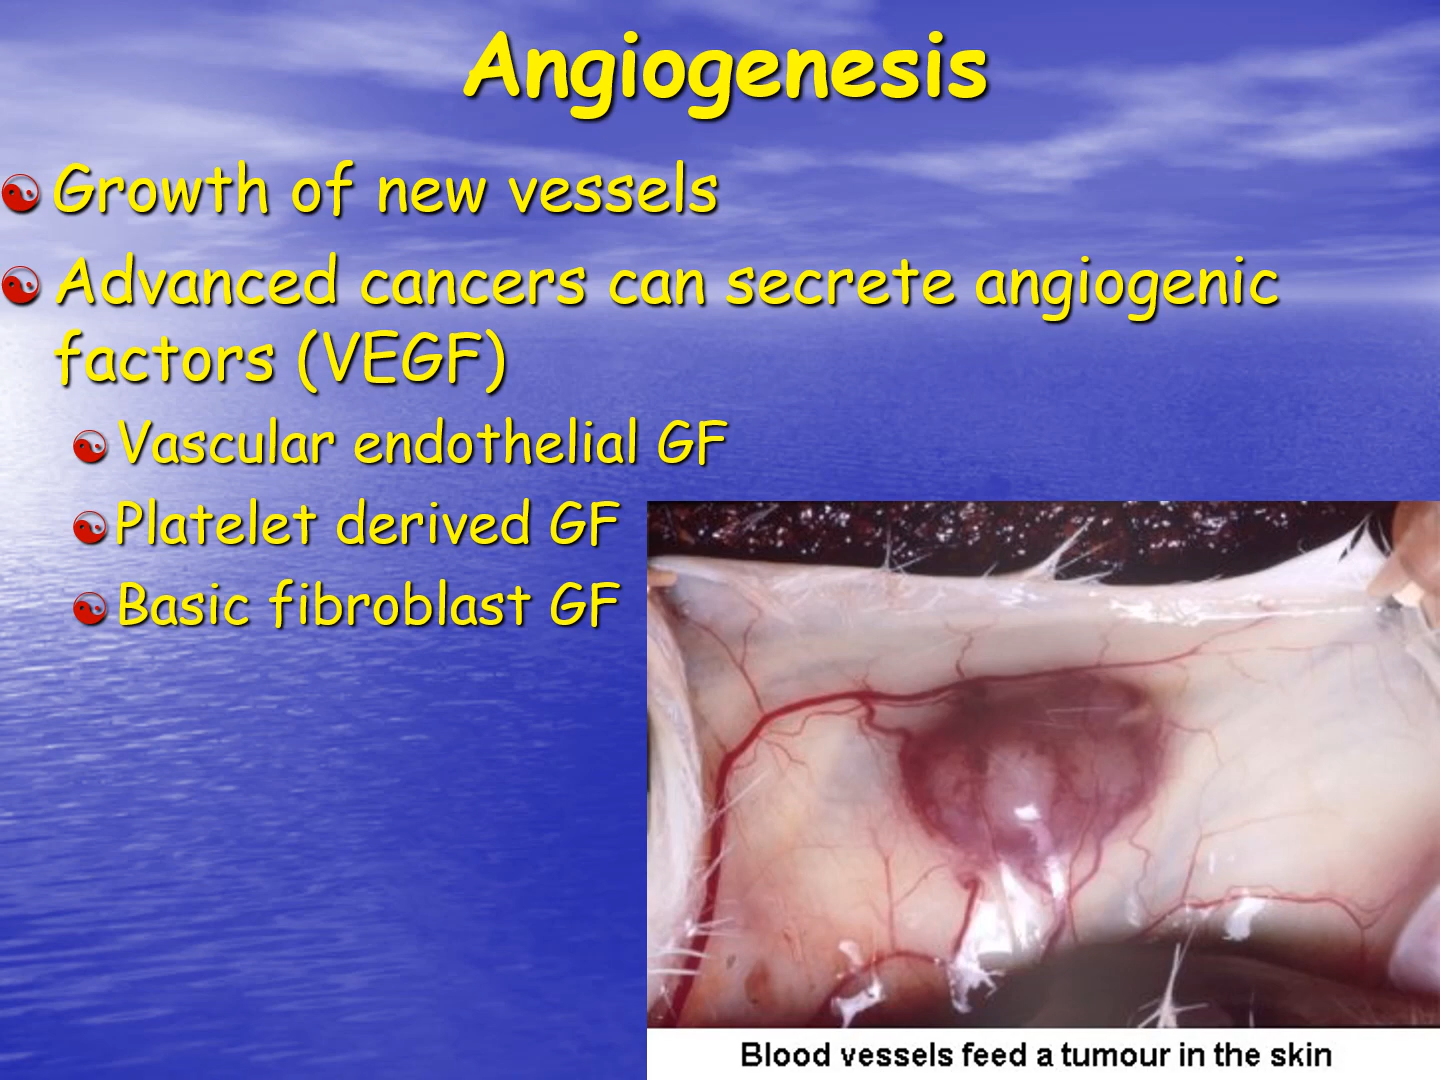 Angiogenesis
Growth of new vessels
Advanced cancers can secrete angiogenic
factors (VEGF)
Vascular endothelial GF
Platelet derived GF
Basic fibroblast GF
Blood vessels feed a tumour in the skin